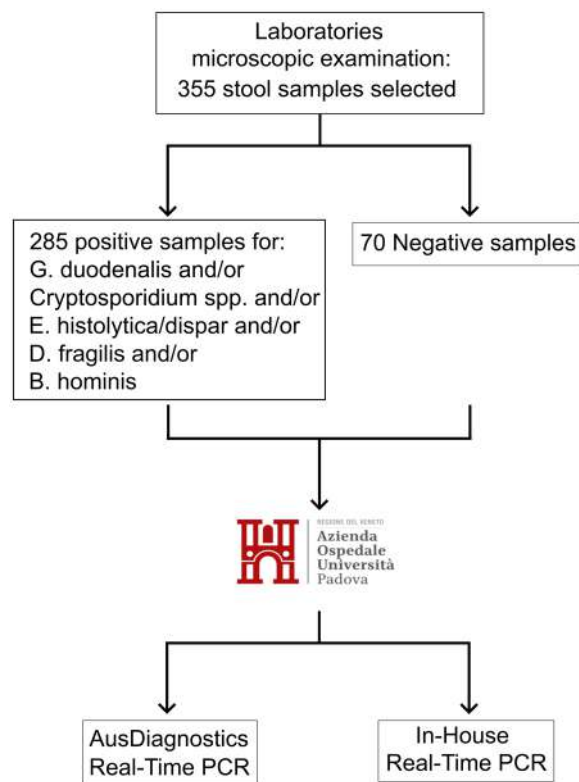 Laboratories
microscopic examination:
355 stool samples selected
285 positive samples for:
G. duodenalis and/or
Cryptosporidium spp. and/or
E. histolytica/dispar and/or
D. fragilis and/or
B. hominis
70 Negative samples
REGIONE DEL VENETO
Azienda
Ospedale
Università
Padova
AusDiagnostics
Real-Time PCR
In-House
Real-Time PCR